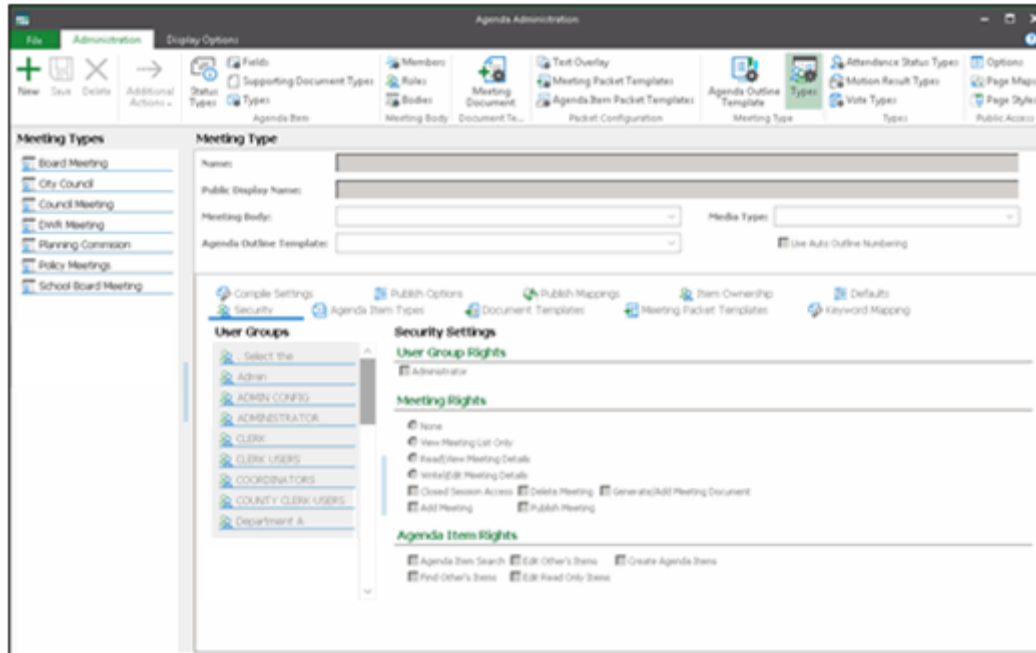 Agenda Administration
File Administration Display Options
New Save Delete Additional Actions
Status Types Fields Supporting Document Types Types
Agenda Item
Members Roles Bodies
Meeting Body
Meeting Document
Document Te...
Text Overlay Meeting Packet Templates Agenda Item Packet Templates
Packet Configuration
Agenda Outline Template Types
Meeting Type
Attendance Status Types Motion Result Types Vote Types
Types
Options Page Maps Page Styles
Public Access
Meeting Types
Board Meeting
City Council
Council Meeting
DWR Meeting
Planning Commision
Policy Meetings
School Board Meeting
Meeting Type
Name:
Public Display Name:
Meeting Body: Media Type:
Agenda Outline Template: Use Auto Outline Numbering
Compile Settings Publish Options Publish Mappings Item Ownership Defaults
Security Agenda Item Types Document Templates Meeting Packet Templates Keyword Mapping
User Groups
. Select the
Admin
ADMIN CONFIG
ADMINISTRATOR
CLERK
CLERK USERS
COORDINATORS
COUNTY CLERK USERS
Department A
Security Settings
User Group Rights
Administrator
Meeting Rights
None
View Meeting List Only
Read/View Meeting Details
Write/Edit Meeting Details
Closed Session Access Delete Meeting Generate/Add Meeting Document
Add Meeting Publish Meeting
Agenda Item Rights
Agenda Item Search Edit Other's Items Create Agenda Items
Find Other's Items Edit Read Only Items